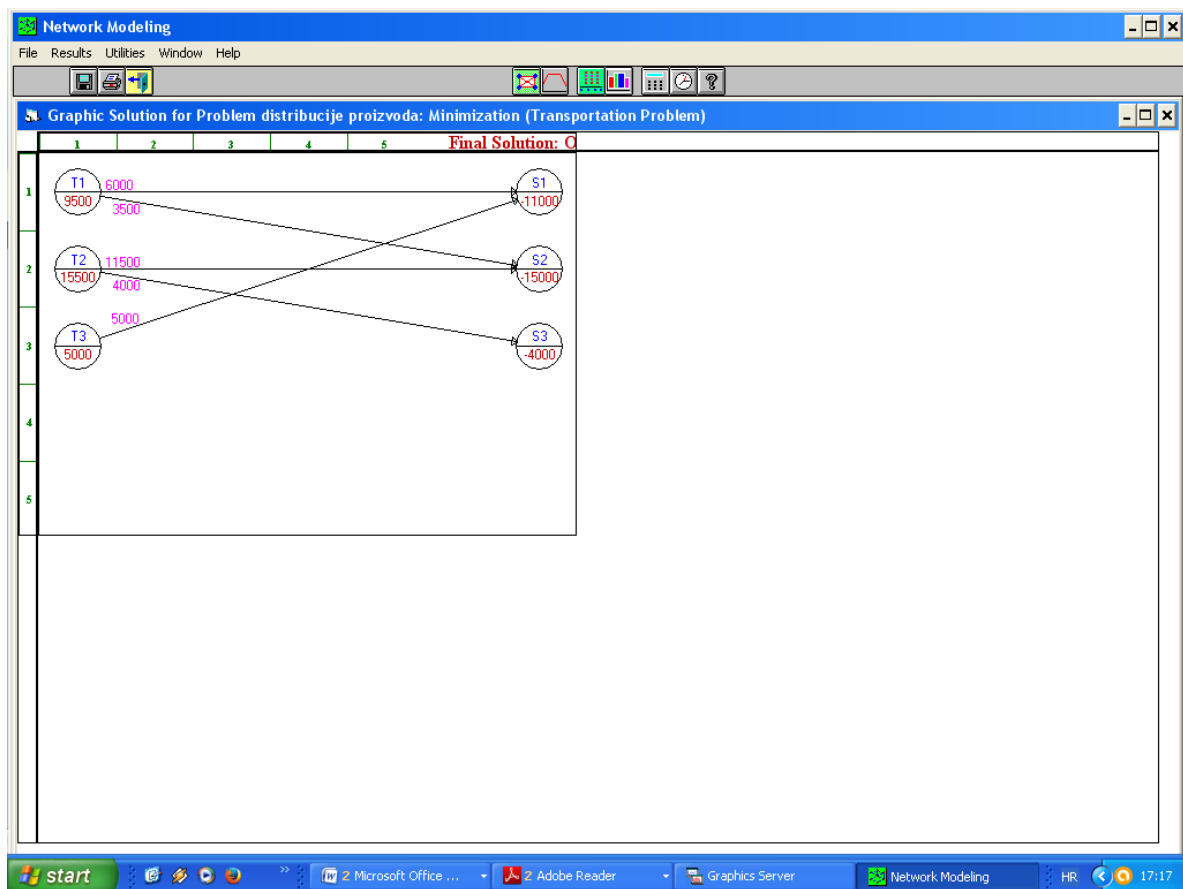 Network Modeling
File Results Utilities Window Help
Graphic Solution for Problem distribucije proizvoda: Minimization (Transportation Problem)
1 2 3 4 5 Final Solution: O
1
T1
9500
6000
3500
S1
-11000
2
T2
15500
11500
4000
S2
-15000
3
T3
5000
5000
S3
-4000
4
5
start
2 Microsoft Office ...
2 Adobe Reader
Graphics Server
Network Modeling
HR
17:17